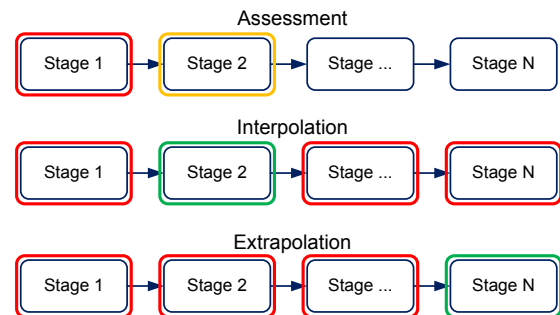 Assessment
Stage 1 Stage 2 Stage ... Stage N
Interpolation
Stage 1 Stage 2 Stage ... Stage N
Extrapolation
Stage 1 Stage 2 Stage ... Stage N